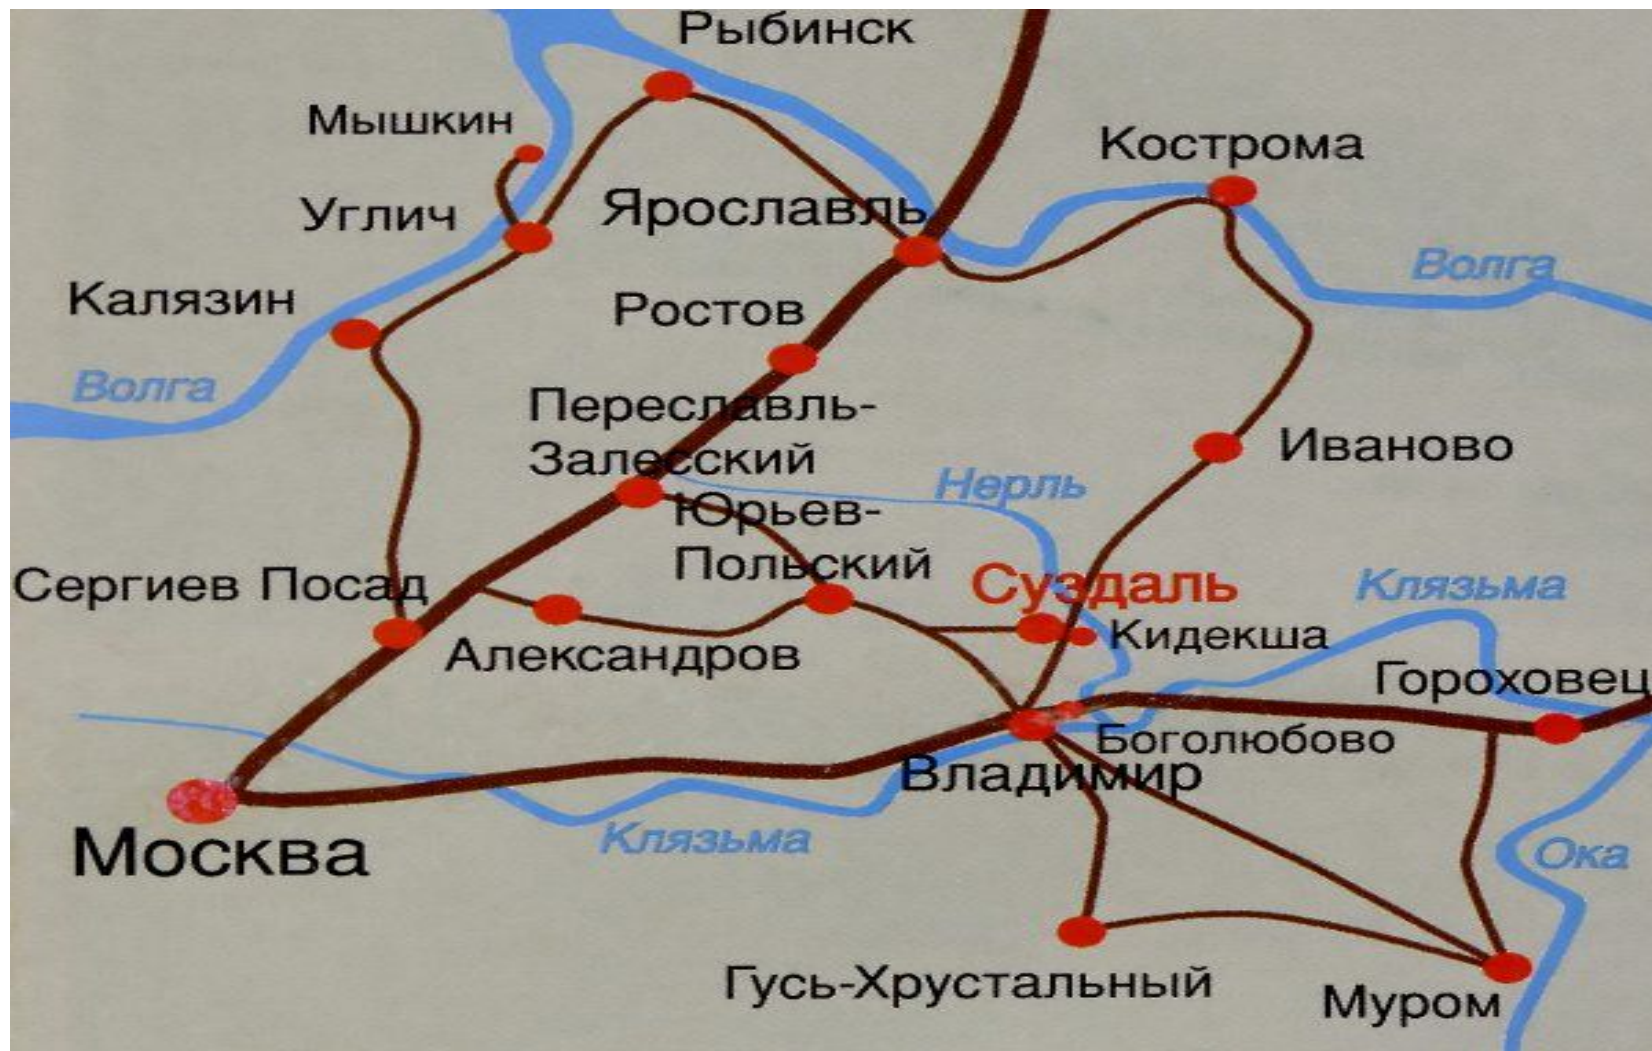 Рыбинск
Мышкин
Кострома
Углич
Ярославль
Волга
Калязин
Ростов
Волга
Переславль-
Залесский
Иваново
Нерль
Юрьев-
Польский
Сергиев Посад
Суздаль
Клязьма
Александров
Кидекша
Гороховец
Боголюбово
Владимир
Москва
Клязьма
Ока
Гусь-Хрустальный
Муром